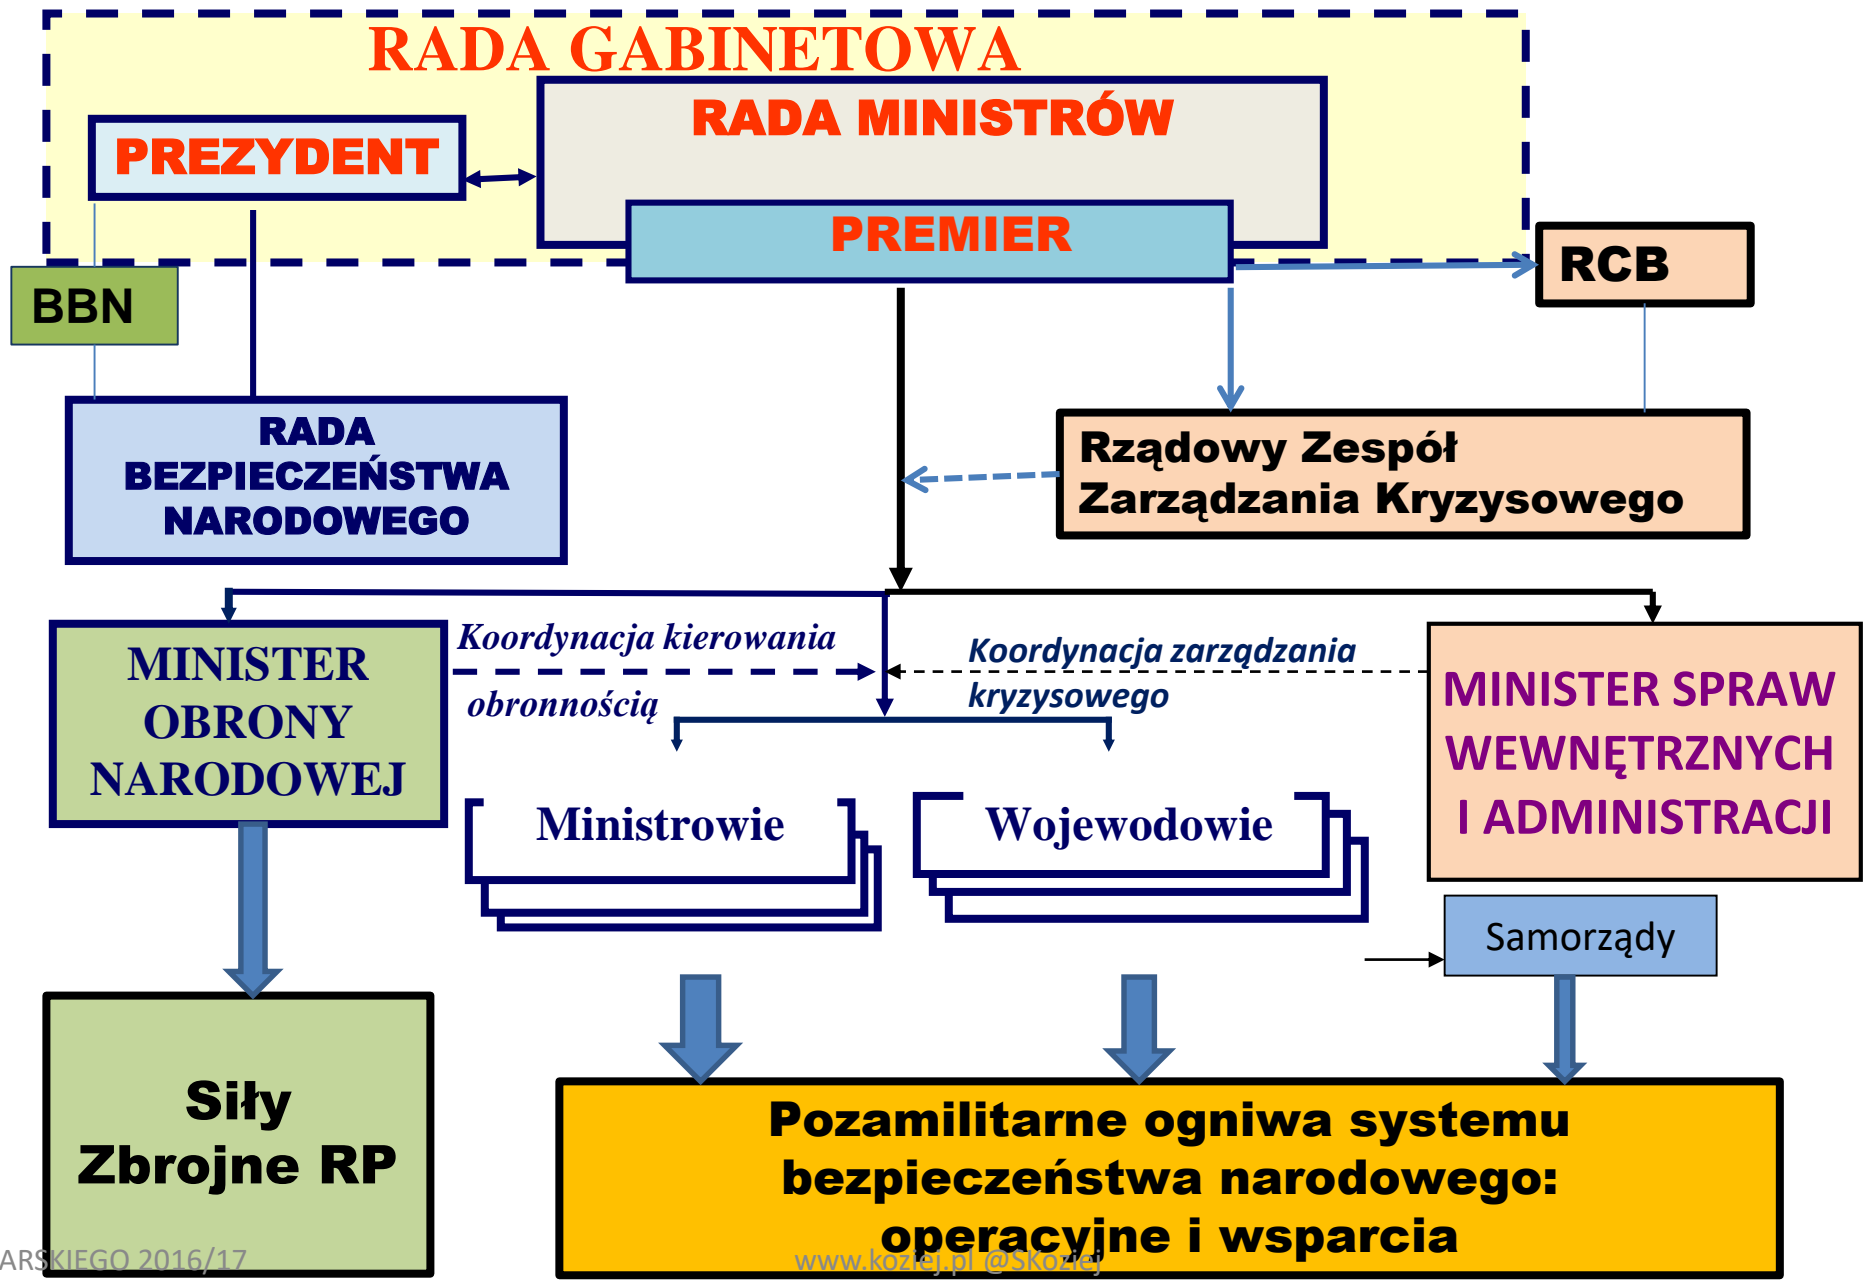 RADA GABINETOWA
RADA MINISTRÓW
PREZYDENT
PREMIER
RCB
BBN
RADA
BEZPIECZEŃSTWA
NARODOWEGO
Rządowy Zespół
Zarządzania Kryzysowego
MINISTER
OBRONY
NARODOWEJ
Koordynacja kierowania
obronnością
Koordynacja zarządzania
kryzysowego
MINISTER SPRAW
WEWNĘTRZNYCH
I ADMINISTRACJI
Ministrowie
Wojewodowie
Samorządy
Siły
Zbrojne RP
Pozamilitarne ogniwa systemu
bezpieczeństwa narodowego:
operacyjne i wsparcia
ARSKIEGO 2016/17
www.koziej.pl @SKoziej